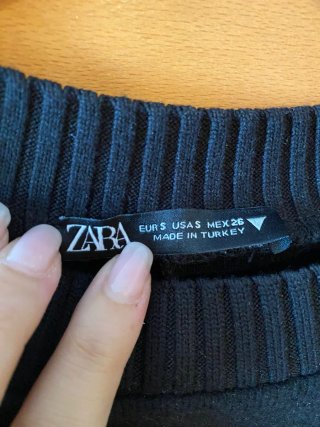 ZARA
EUR S USA S MEX 26
MADE IN TURKEY